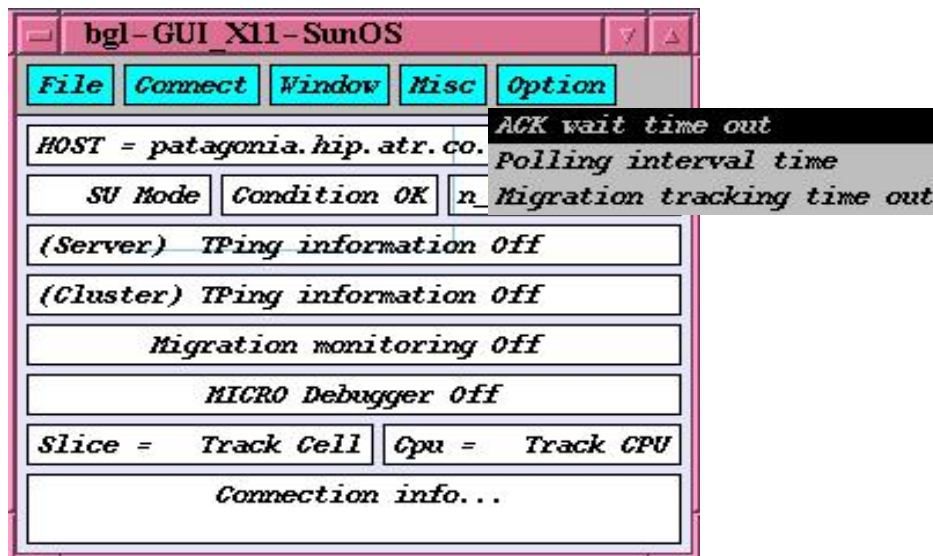 bgl-GUI_X11-SunOS
File Connect Window Misc Option
ACK wait time out
HOST = patagonia.hip.atr.co.
Polling interval time
SU Mode Condition OK n_
Migration tracking time out
(Server) TPing information Off
(Cluster) TPing information Off
Migration monitoring Off
MICRO Debugger Off
Slice = Track Cell Cpu = Track CPU
Connection info...